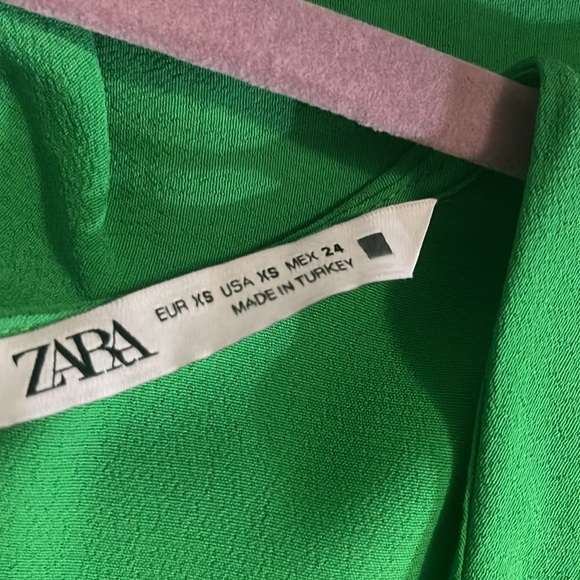 ZARA
EUR XS USA XS MEX 24
MADE IN TURKEY